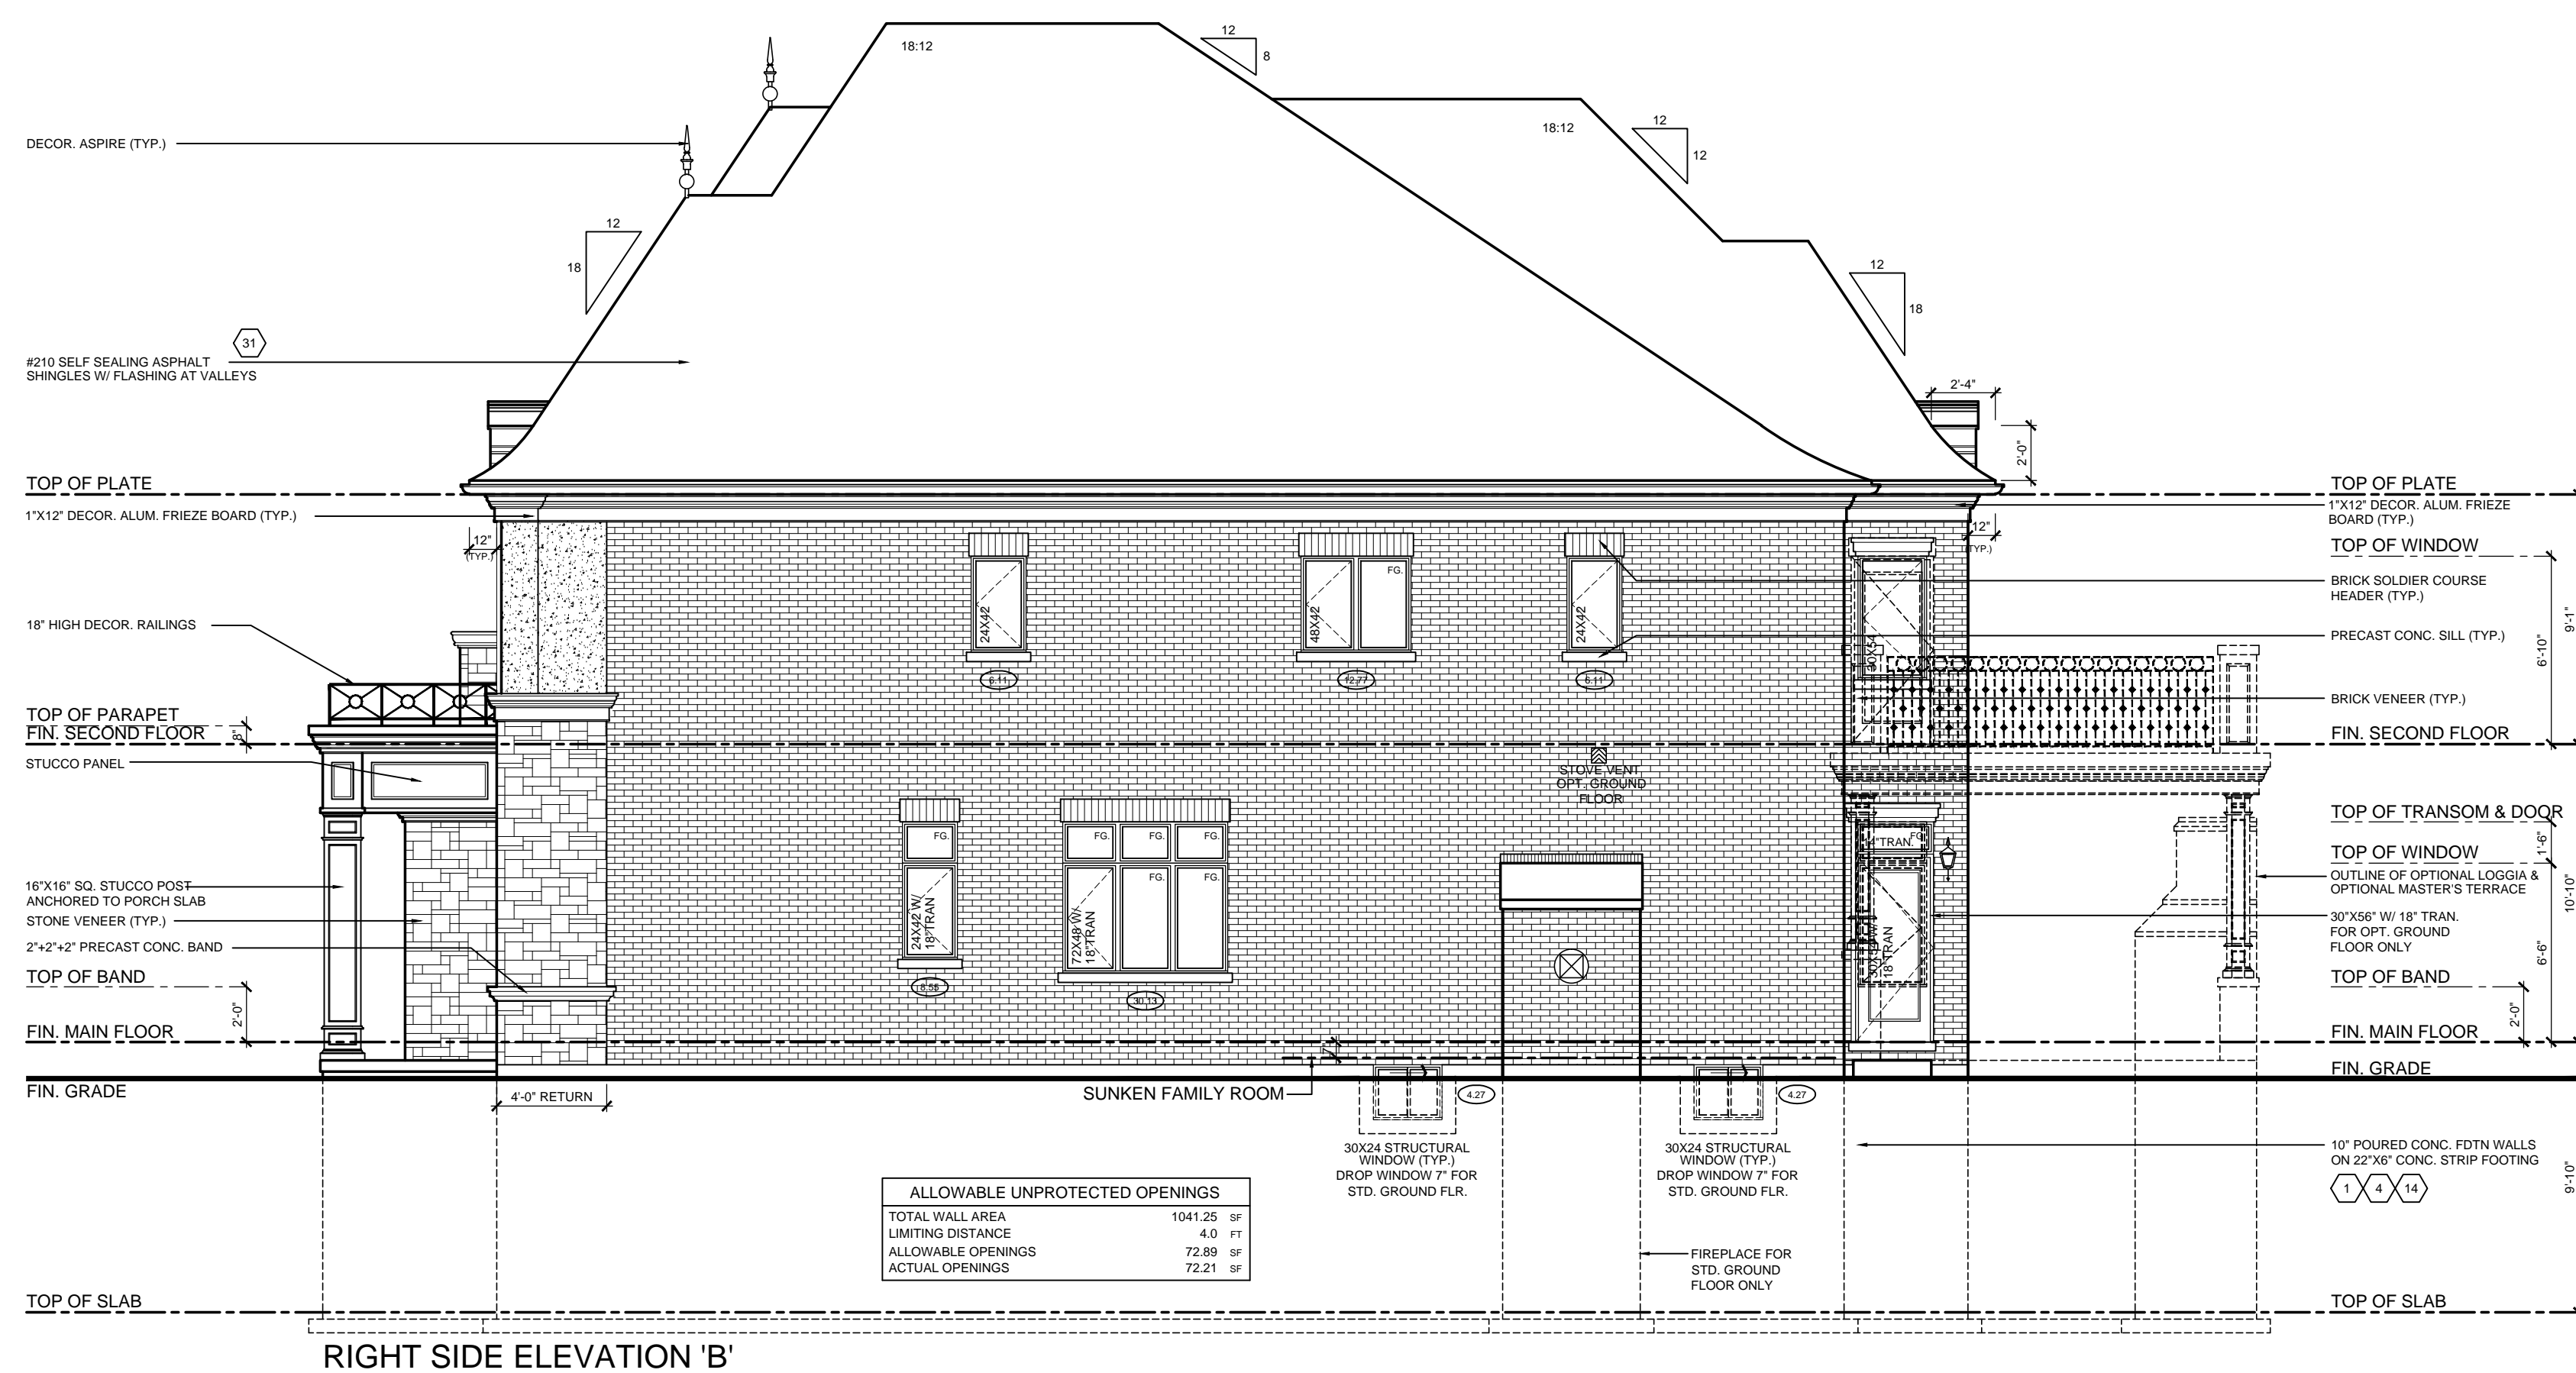 18:12
12
8
18:12
12
12
DECOR. ASPIRE (TYP.)
12
18
12
18
31
#210 SELF SEALING ASPHALT
SHINGLES W/ FLASHING AT VALLEYS
2'-4"
2'-0"
TOP OF PLATE
1"X12" DECOR. ALUM. FRIEZE BOARD (TYP.)
12"
(TYP.)
18" HIGH DECOR. RAILINGS
TOP OF PARAPET
FIN. SECOND FLOOR
8"
STUCCO PANEL
16"X16" SQ. STUCCO POST
ANCHORED TO PORCH SLAB
STONE VENEER (TYP.)
2"+2"+2" PRECAST CONC. BAND
TOP OF BAND
2'-0"
FIN. MAIN FLOOR
FIN. GRADE
4'-0" RETURN
24X42
6.11
FG.
48X42
12.77
24X42
6.11
STOVE VENT
OPT. GROUND
FLOOR
FG.
24X42 W/
18"TRAN
8.55
FG.
FG.
FG.
FG.
FG.
72X48 W/
18"TRAN
30.13
7"
SUNKEN FAMILY ROOM
4.27
4.27
30X24 STRUCTURAL
WINDOW (TYP.)
DROP WINDOW 7" FOR
STD. GROUND FLR.
30X24 STRUCTURAL
WINDOW (TYP.)
DROP WINDOW 7" FOR
STD. GROUND FLR.
FIREPLACE FOR
STD. GROUND
FLOOR ONLY
ALLOWABLE UNPROTECTED OPENINGS
TOTAL WALL AREA 1041.25 SF
LIMITING DISTANCE 4.0 FT
ALLOWABLE OPENINGS 72.89 SF
ACTUAL OPENINGS 72.21 SF
12"
(TYP.)
30X54
"TRAN.
FG.
18"TRAN
TOP OF PLATE
1"X12" DECOR. ALUM. FRIEZE
BOARD (TYP.)
TOP OF WINDOW
BRICK SOLDIER COURSE
HEADER (TYP.)
9'-1"
PRECAST CONC. SILL (TYP.)
6'-10"
BRICK VENEER (TYP.)
FIN. SECOND FLOOR
TOP OF TRANSOM & DOOR
1'-6"
TOP OF WINDOW
OUTLINE OF OPTIONAL LOGGIA &
OPTIONAL MASTER'S TERRACE
10'-10"
30"X56" W/ 18" TRAN.
FOR OPT. GROUND
FLOOR ONLY
6'-6"
TOP OF BAND
2'-0"
FIN. MAIN FLOOR
FIN. GRADE
10" POURED CONC. FDTN WALLS
ON 22"X6" CONC. STRIP FOOTING
1 4 14
9'-10"
TOP OF SLAB
TOP OF SLAB
RIGHT SIDE ELEVATION 'B'